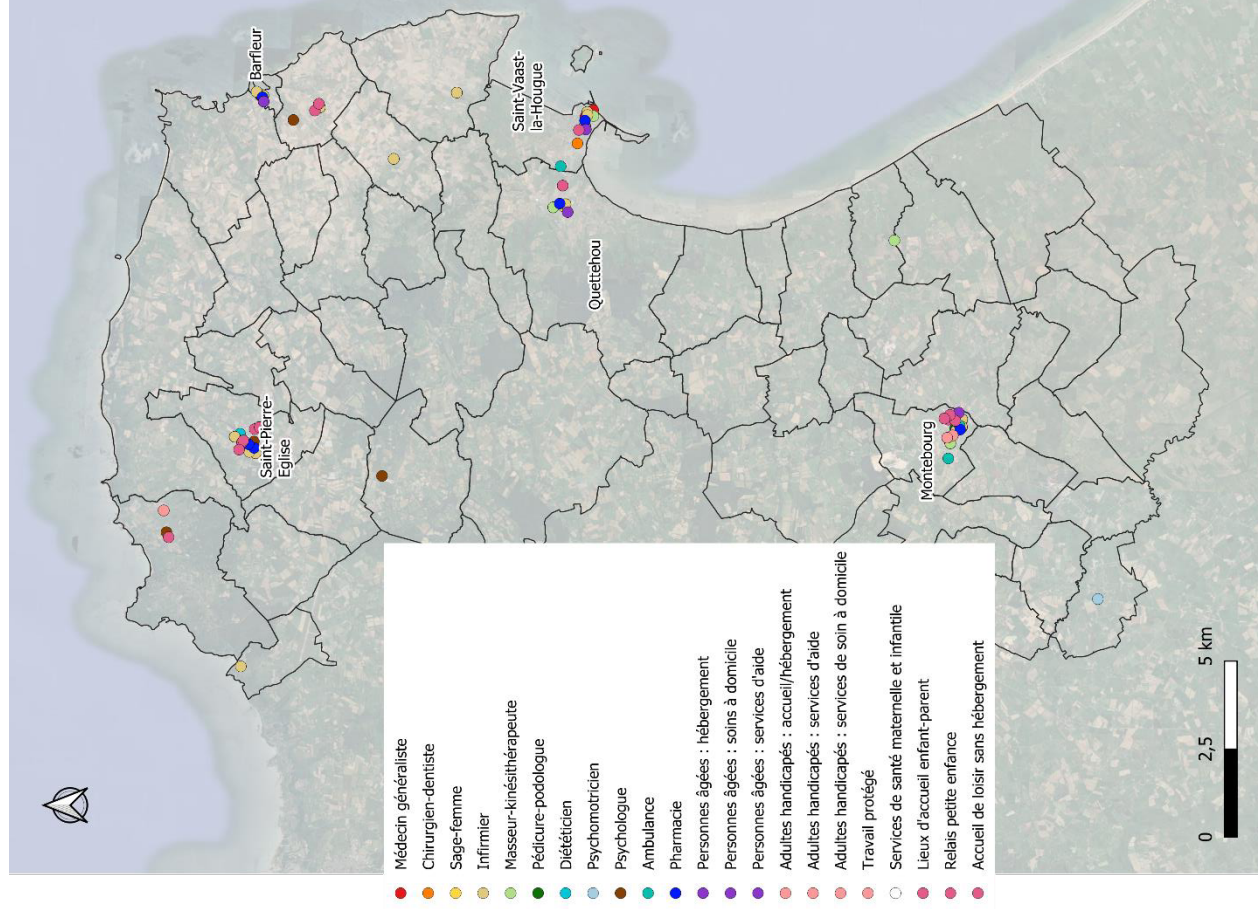 Barfleur
Saint-Vaast-
la-Hougue
Saint-Pierre-
Eglise
Quettehou
Montebourg
Médecin généraliste
Chirurgien-dentiste
Sage-femme
Infirmier
Masseur-kinésithérapeute
Pédicure-podologue
Diététicien
Psychomotricien
Psychologue
Ambulance
Pharmacie
Personnes âgées : hébergement
Personnes âgées : soins à domicile
Personnes âgées : services d'aide
Adultes handicapés : accueil/hébergement
Adultes handicapés : services d'aide
Adultes handicapés : services de soin à domicile
Travail protégé
Services de santé maternelle et infantile
Lieux d'accueil enfant-parent
Relais petite enfance
Accueil de loisir sans hébergement
0 2,5 5 km